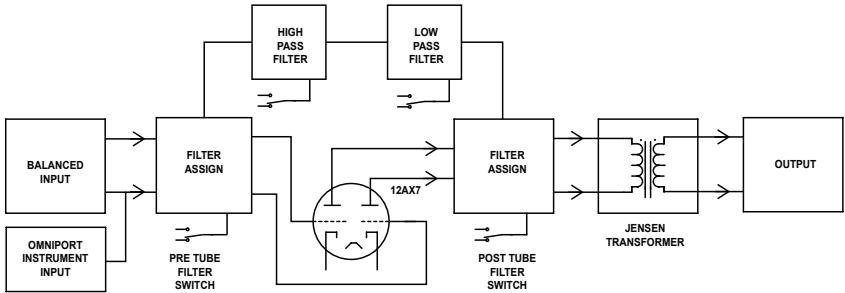 HIGH
PASS
FILTER
LOW
PASS
FILTER
BALANCED
INPUT
FILTER
ASSIGN
12AX7
FILTER
ASSIGN
OUTPUT
OMNIPORT
INSTRUMENT
INPUT
PRE TUBE
FILTER
SWITCH
POST TUBE
FILTER
SWITCH
JENSEN
TRANSFORMER